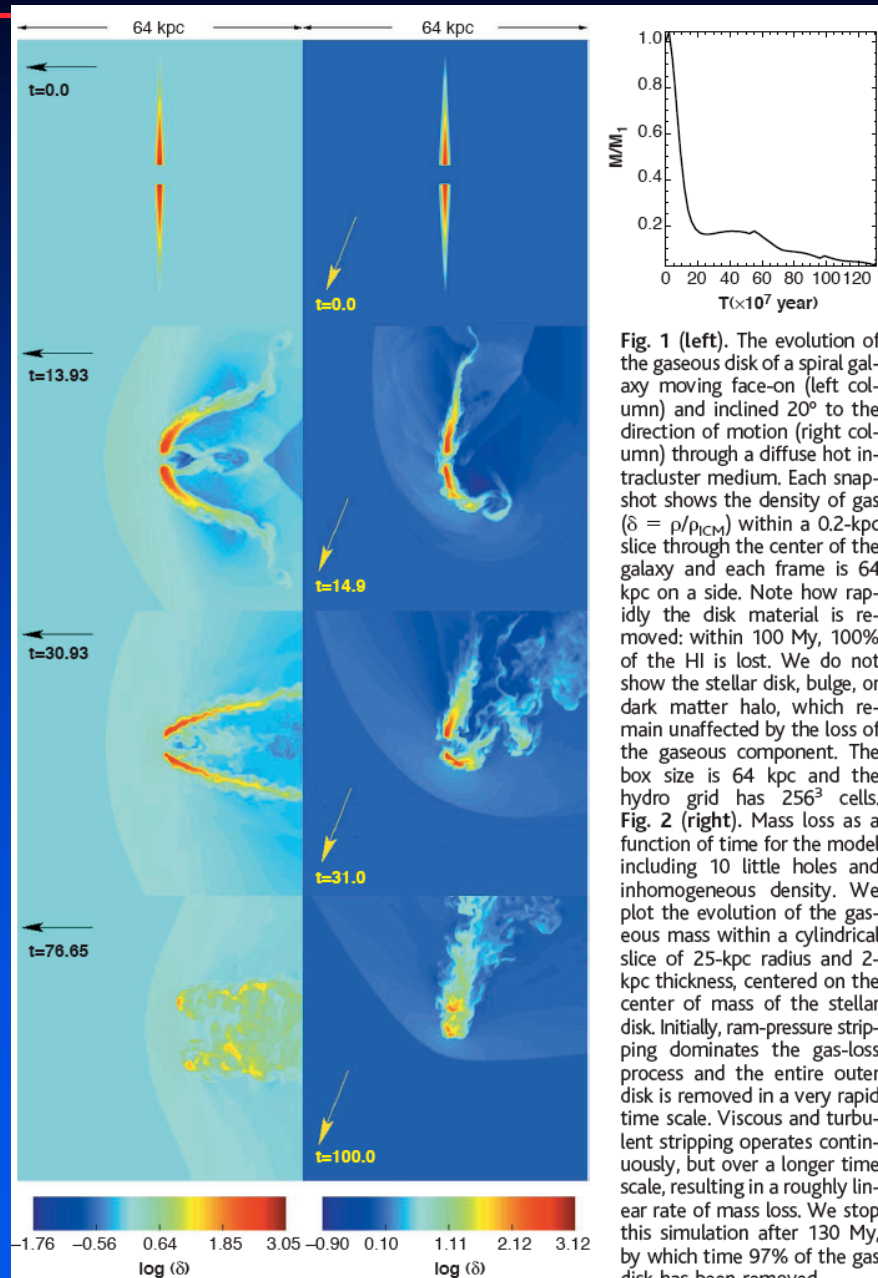 64 kpc
64 kpc
t=0.0
t=0.0
t=13.93
t=14.9
t=30.93
t=31.0
t=76.65
t=100.0
−1.76 −0.56 0.64 1.85 3.05
log (δ)
−0.90 0.10 1.11 2.12 3.12
log (δ)
M/M1
1.0
0.8
0.6
0.4
0.2
0 20 40 60 80 100 120
T(×10⁷ year)
Fig. 1 (left). The evolution of
the gaseous disk of a spiral gal-
axy moving face-on (left col-
umn) and inclined 20º to the
direction of motion (right col-
umn) through a diffuse hot in-
tracluster medium. Each snap-
shot shows the density of gas
(δ = ρ/ρICM) within a 0.2-kpc
slice through the center of the
galaxy and each frame is 64
kpc on a side. Note how rap-
idly the disk material is re-
moved: within 100 My, 100%
of the HI is lost. We do not
show the stellar disk, bulge, or
dark matter halo, which re-
main unaffected by the loss of
the gaseous component. The
box size is 64 kpc and the
hydro grid has 256³ cells.
Fig. 2 (right). Mass loss as a
function of time for the model
including 10 little holes and
inhomogeneous density. We
plot the evolution of the gas-
eous mass within a cylindrical
slice of 25-kpc radius and 2-
kpc thickness, centered on the
center of mass of the stellar
disk. Initially, ram-pressure strip-
ping dominates the gas-loss
process and the entire outer
disk is removed in a very rapid
time scale. Viscous and turbu-
lent stripping operates contin-
uously, but over a longer time
scale, resulting in a roughly lin-
ear rate of mass loss. We stop
this simulation after 130 My,
by which time 97% of the gas
disk has been removed